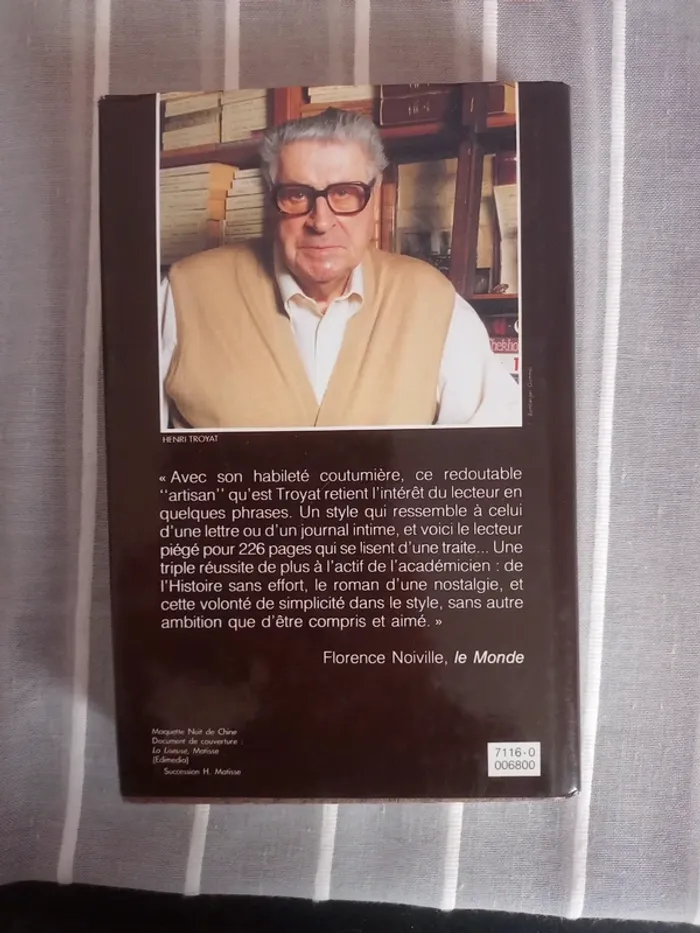 Chekho
HENRI TROYAT
« Avec son habileté coutumière, ce redoutable
''artisan'' qu'est Troyat retient l'intérêt du lecteur en
quelques phrases. Un style qui ressemble à celui
d'une lettre ou d'un journal intime, et voici le lecteur
piégé pour 226 pages qui se lisent d'une traite... Une
triple réussite de plus à l'actif de l'académicien : de
l'Histoire sans effort, le roman d'une nostalgie, et
cette volonté de simplicité dans le style, sans autre
ambition que d'être compris et aimé. »
Florence Noiville, le Monde
Maquette Nuit de Chine
Document de couverture :
La Liseuse, Matisse
(Edimedia)
Succession H. Matisse
7116-0
006800